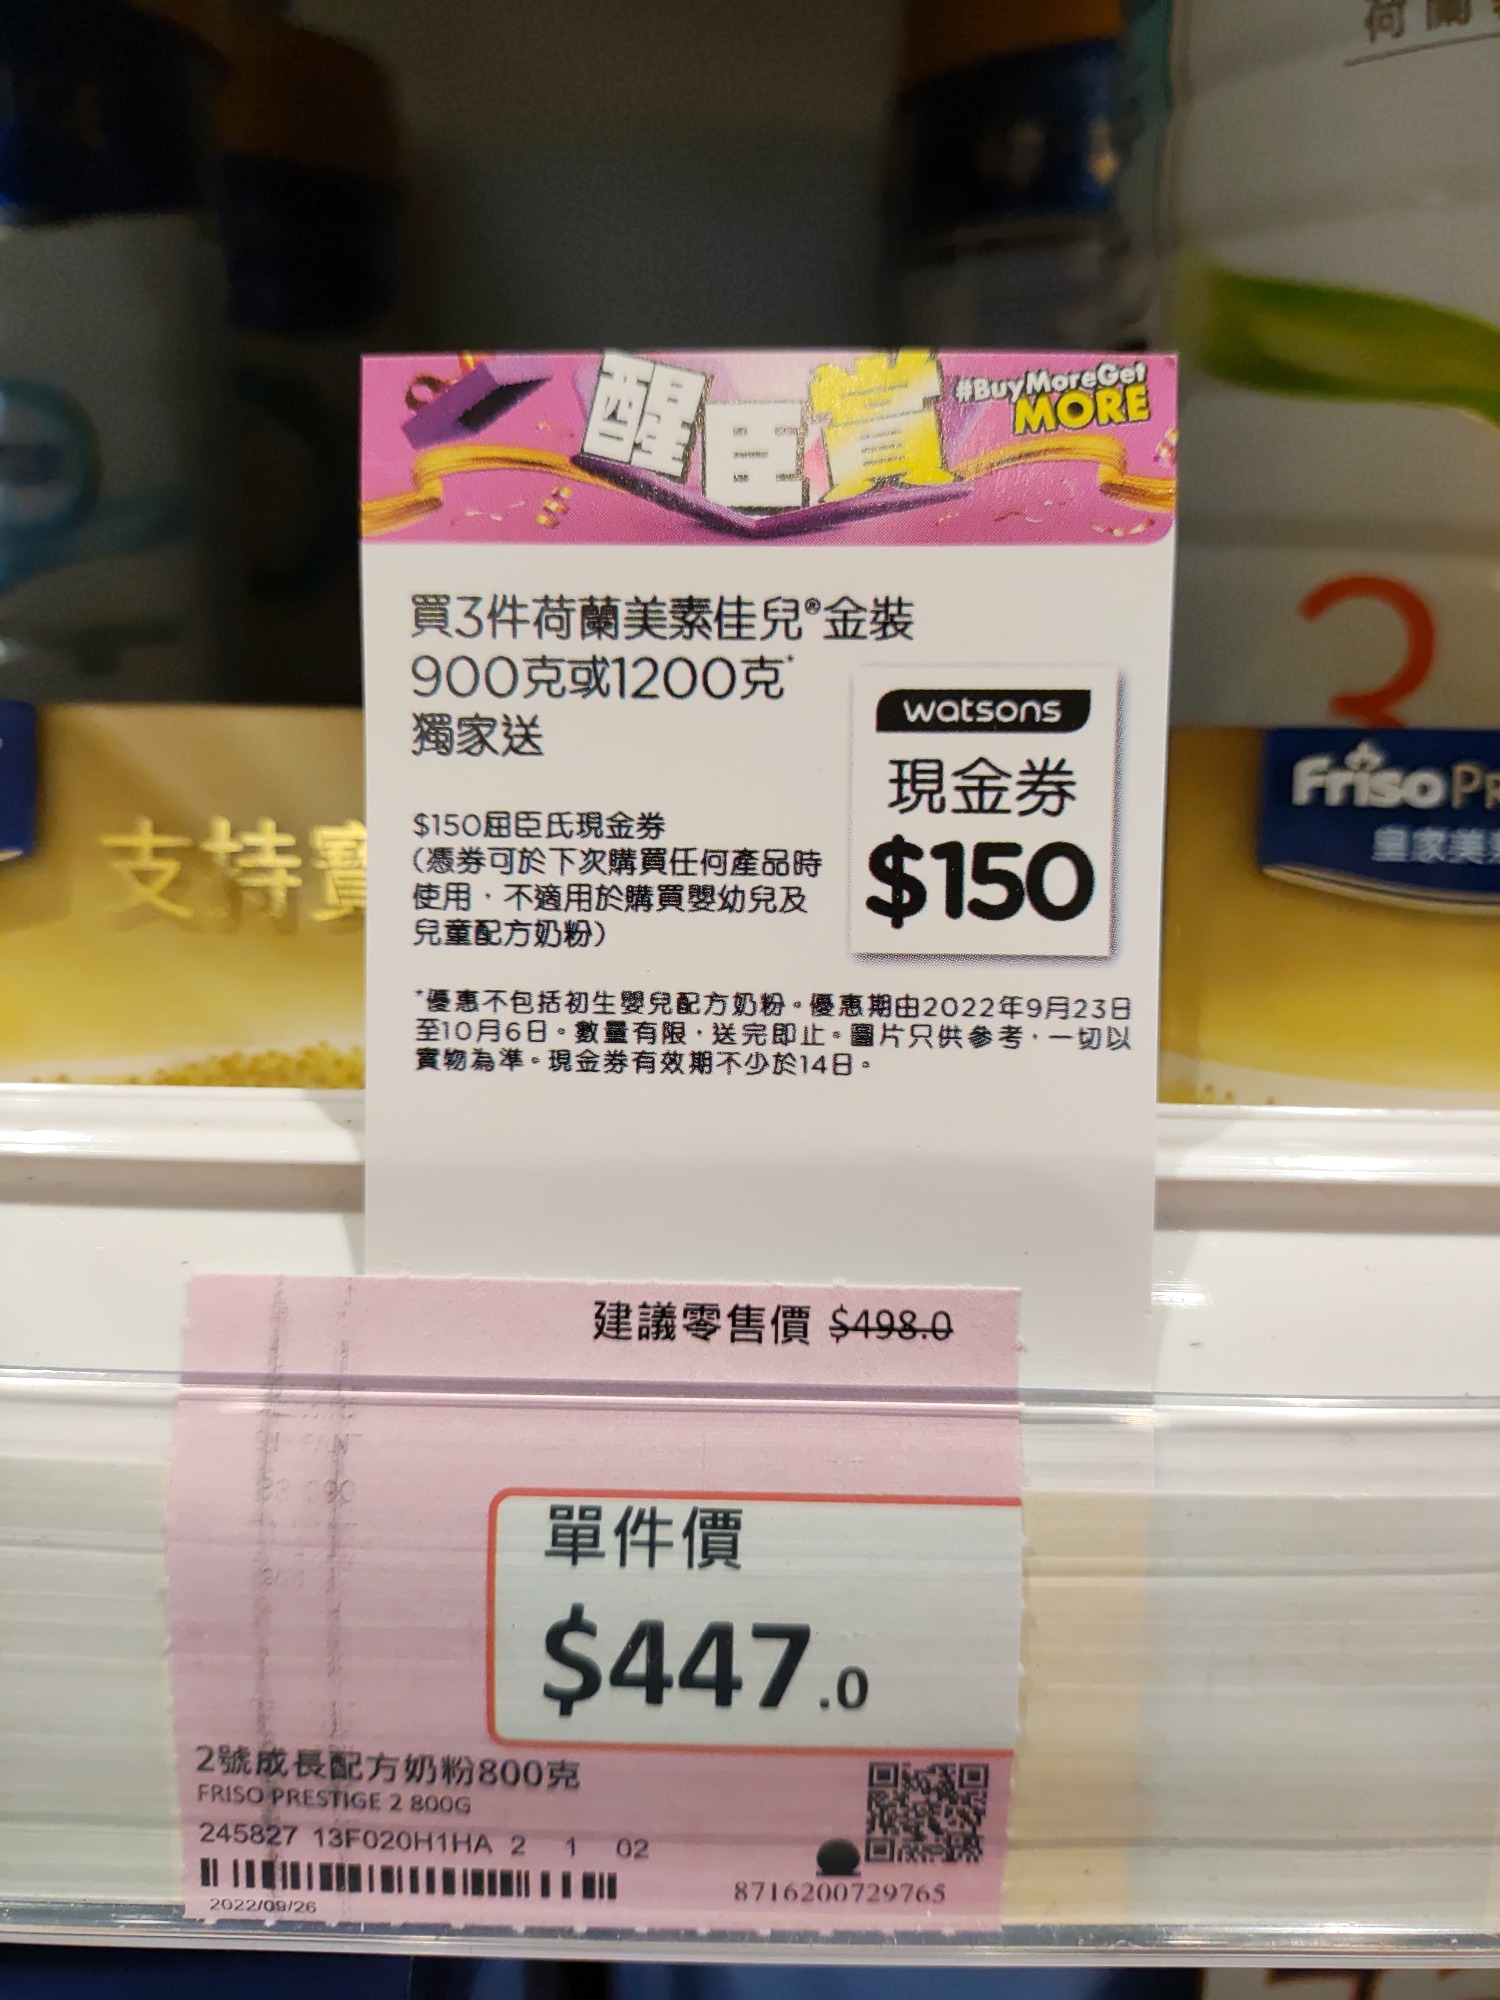 荷蘭
醒臣賞
#BuyMoreGet
MORE
買3件荷蘭美素佳兒®金裝
900克或1200克*
獨家送
watsons
現金券
$150
$150屈臣氏現金券
(憑券可於下次購買任何產品時
使用，不適用於購買嬰幼兒及
兒童配方奶粉)
*優惠不包括初生嬰兒配方奶粉。優惠期由2022年9月23日
至10月6日。數量有限，送完即止。圖片只供參考，一切以
實物為準。現金券有效期不少於14日。
3
Friso PR
皇家美
支持寶
建議零售價 $498.0
單件價
$447.0
2號成長配方奶粉800克
FRISO PRESTIGE 2 800G
245827 13F020H1HA 2 1 02
2022/09/26
8716200729765